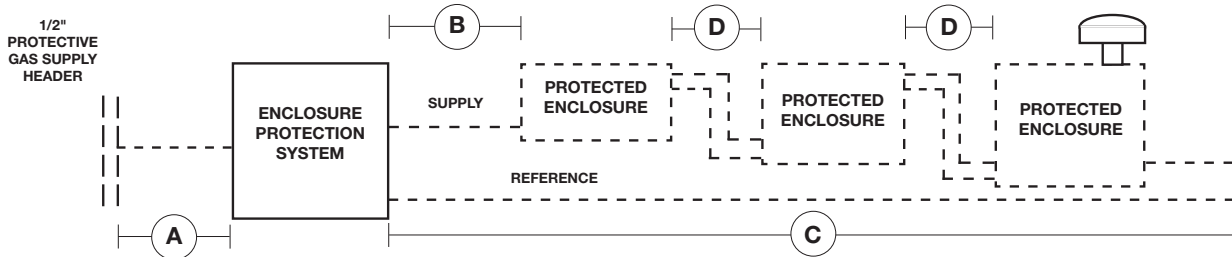 1/2"
PROTECTIVE
GAS SUPPLY
HEADER
A
ENCLOSURE
PROTECTION
SYSTEM
B
SUPPLY
REFERENCE
PROTECTED
ENCLOSURE
D
PROTECTED
ENCLOSURE
D
PROTECTED
ENCLOSURE
C